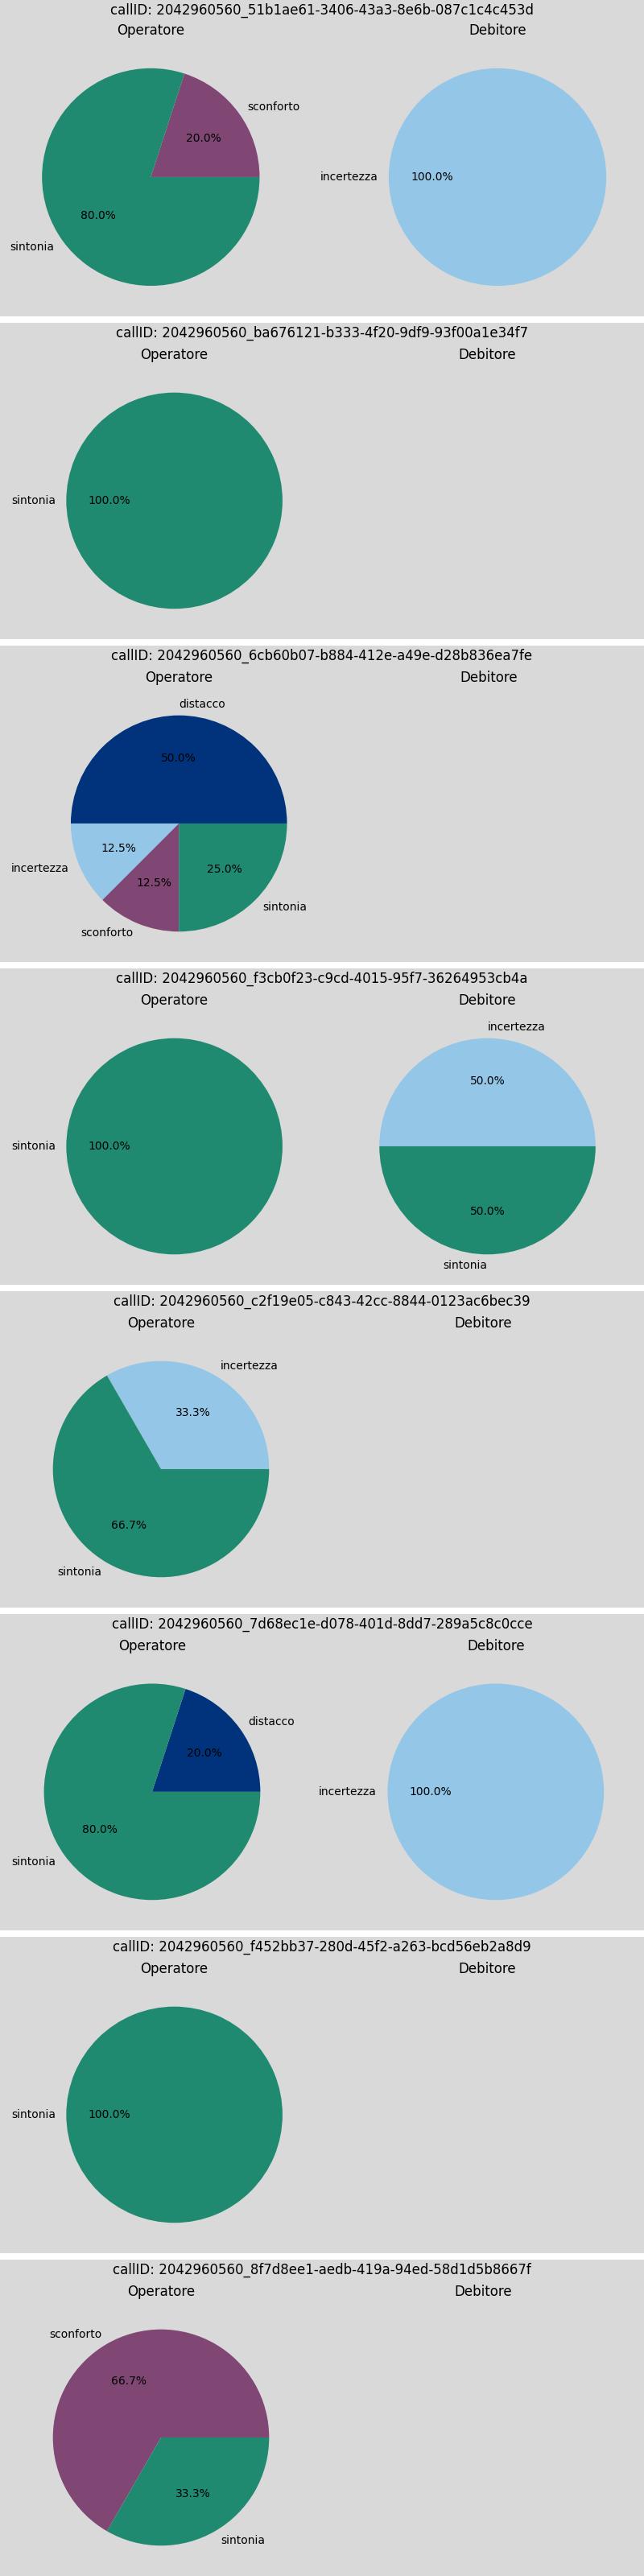 callID: 2042960560_51b1ae61-3406-43a3-8e6b-087c1c4c453d
Operatore
Debitore
sconforto
20.0%
80.0%
sintonia
incertezza
100.0%
callID: 2042960560_ba676121-b333-4f20-9df9-93f00a1e34f7
Operatore
Debitore
sintonia
100.0%
callID: 2042960560_6cb60b07-b884-412e-a49e-d28b836ea7fe
Operatore
Debitore
distacco
50.0%
12.5%
incertezza
12.5%
sconforto
25.0%
sintonia
callID: 2042960560_f3cb0f23-c9cd-4015-95f7-36264953cb4a
Operatore
Debitore
sintonia
100.0%
incertezza
50.0%
50.0%
sintonia
callID: 2042960560_c2f19e05-c843-42cc-8844-0123ac6bec39
Operatore
Debitore
incertezza
33.3%
66.7%
sintonia
callID: 2042960560_7d68ec1e-d078-401d-8dd7-289a5c8c0cce
Operatore
Debitore
distacco
20.0%
80.0%
sintonia
incertezza
100.0%
callID: 2042960560_f452bb37-280d-45f2-a263-bcd56eb2a8d9
Operatore
Debitore
sintonia
100.0%
callID: 2042960560_8f7d8ee1-aedb-419a-94ed-58d1d5b8667f
Operatore
Debitore
sconforto
66.7%
33.3%
sintonia